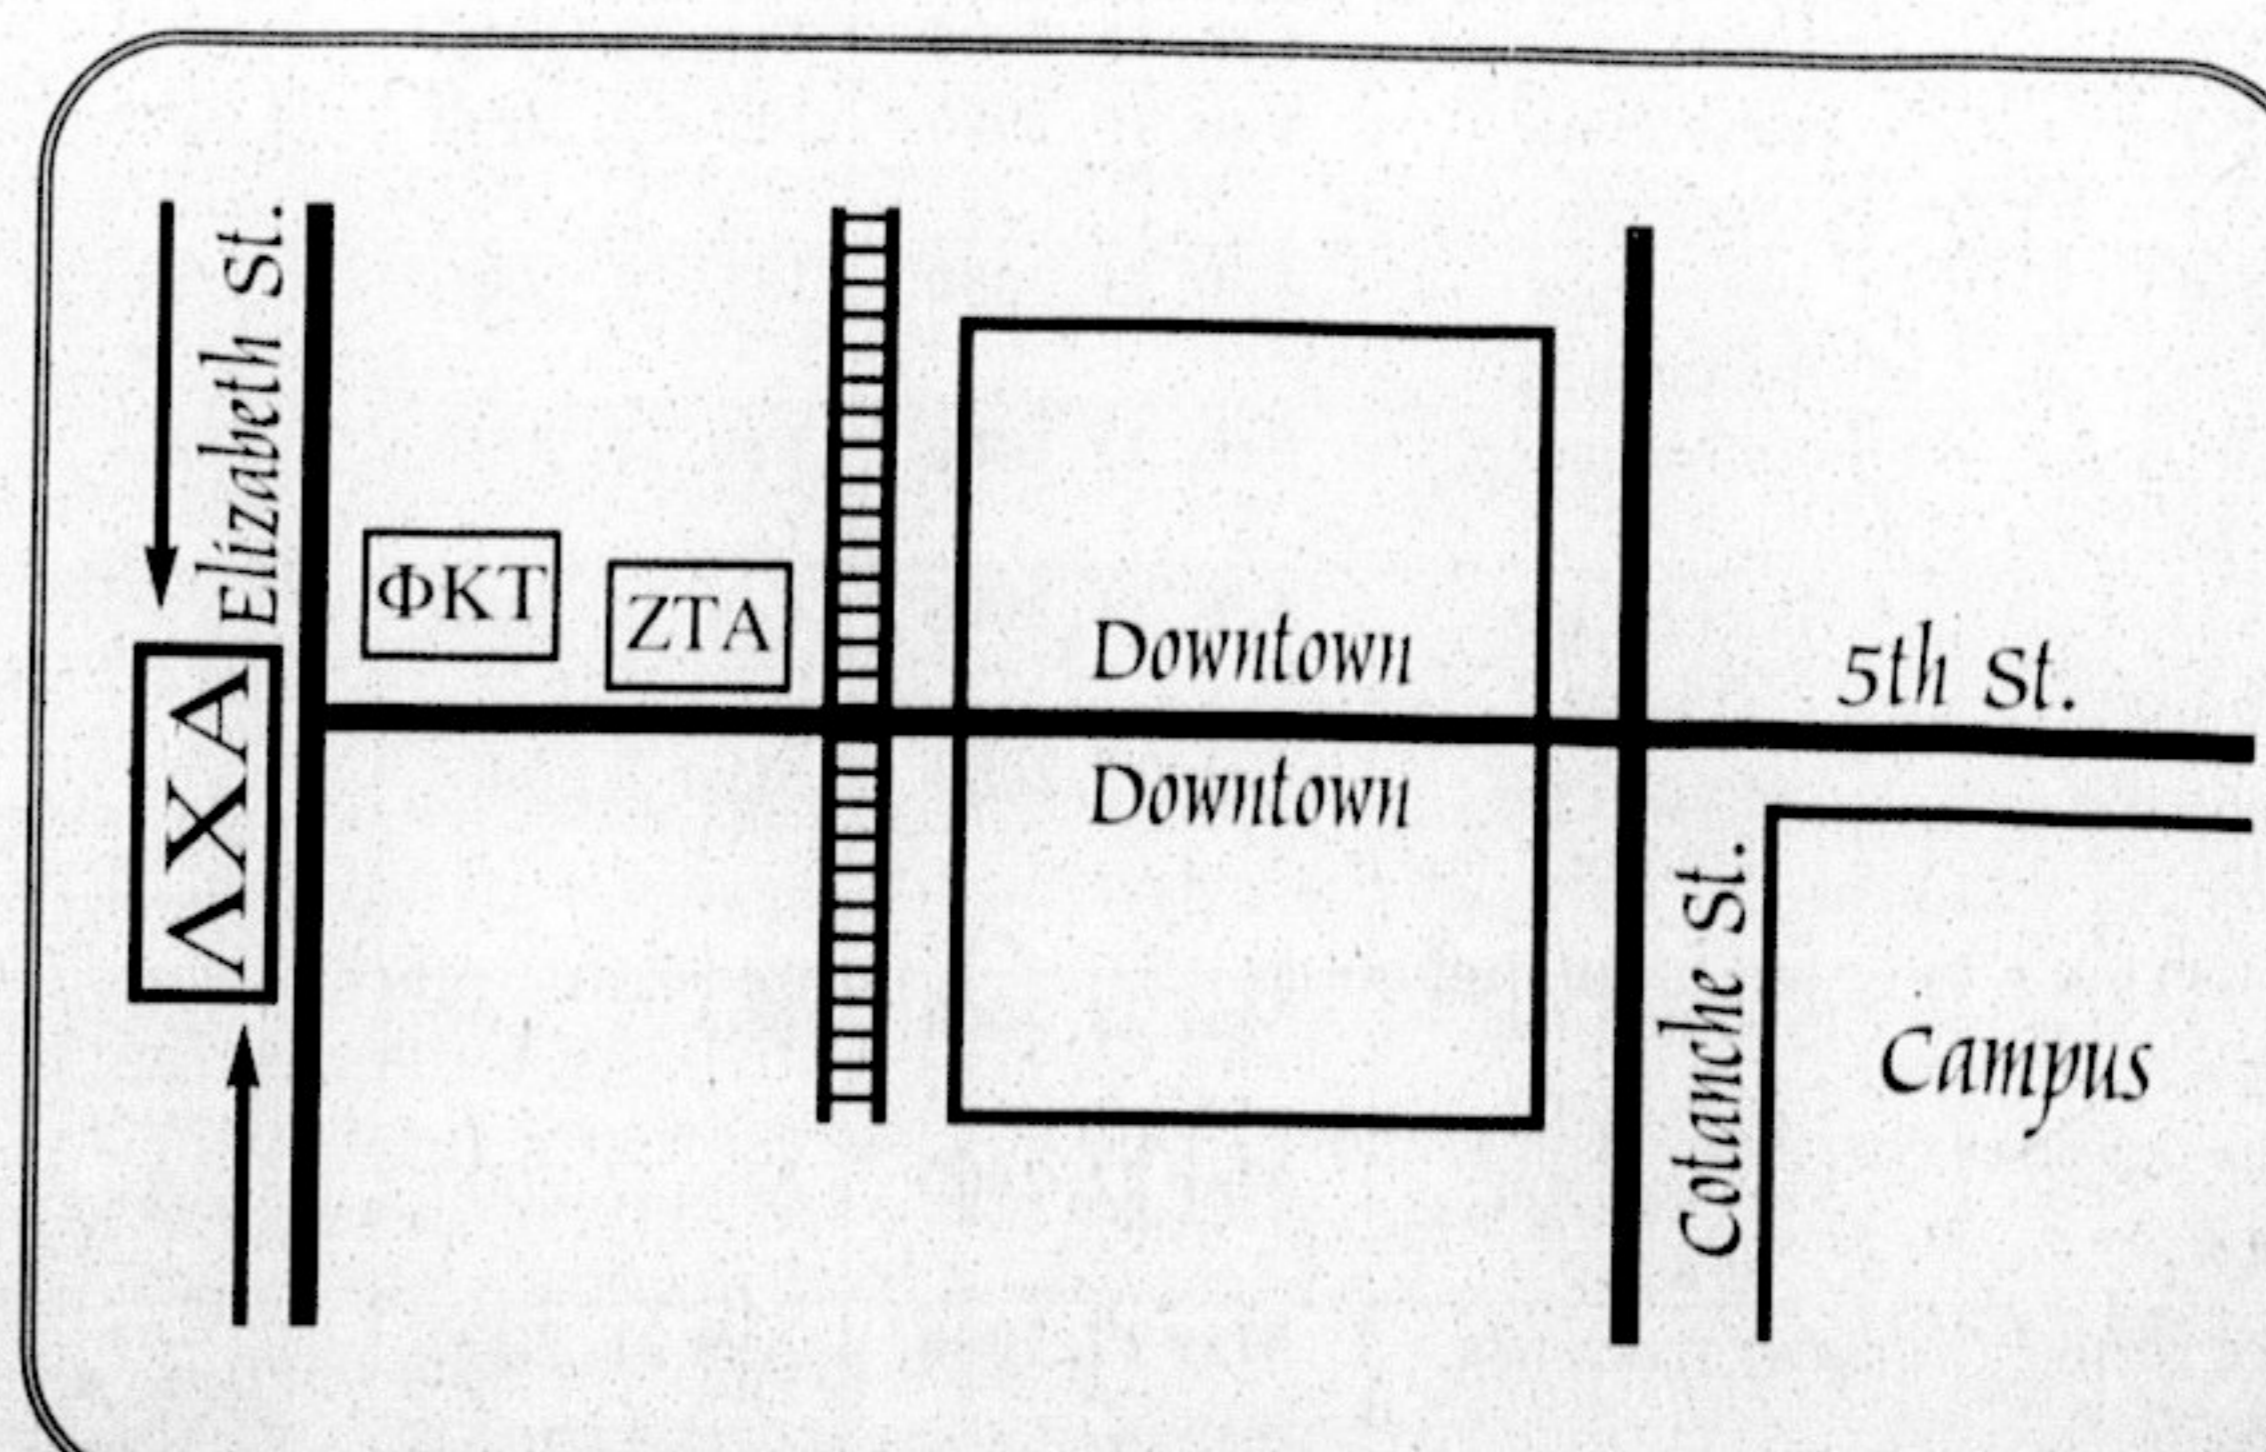 Elizabeth St.
ΦΚΤ
ΖΤΑ
ΛΧΑ
Downtown
Downtown
5th St.
Cotanche St.
Campus